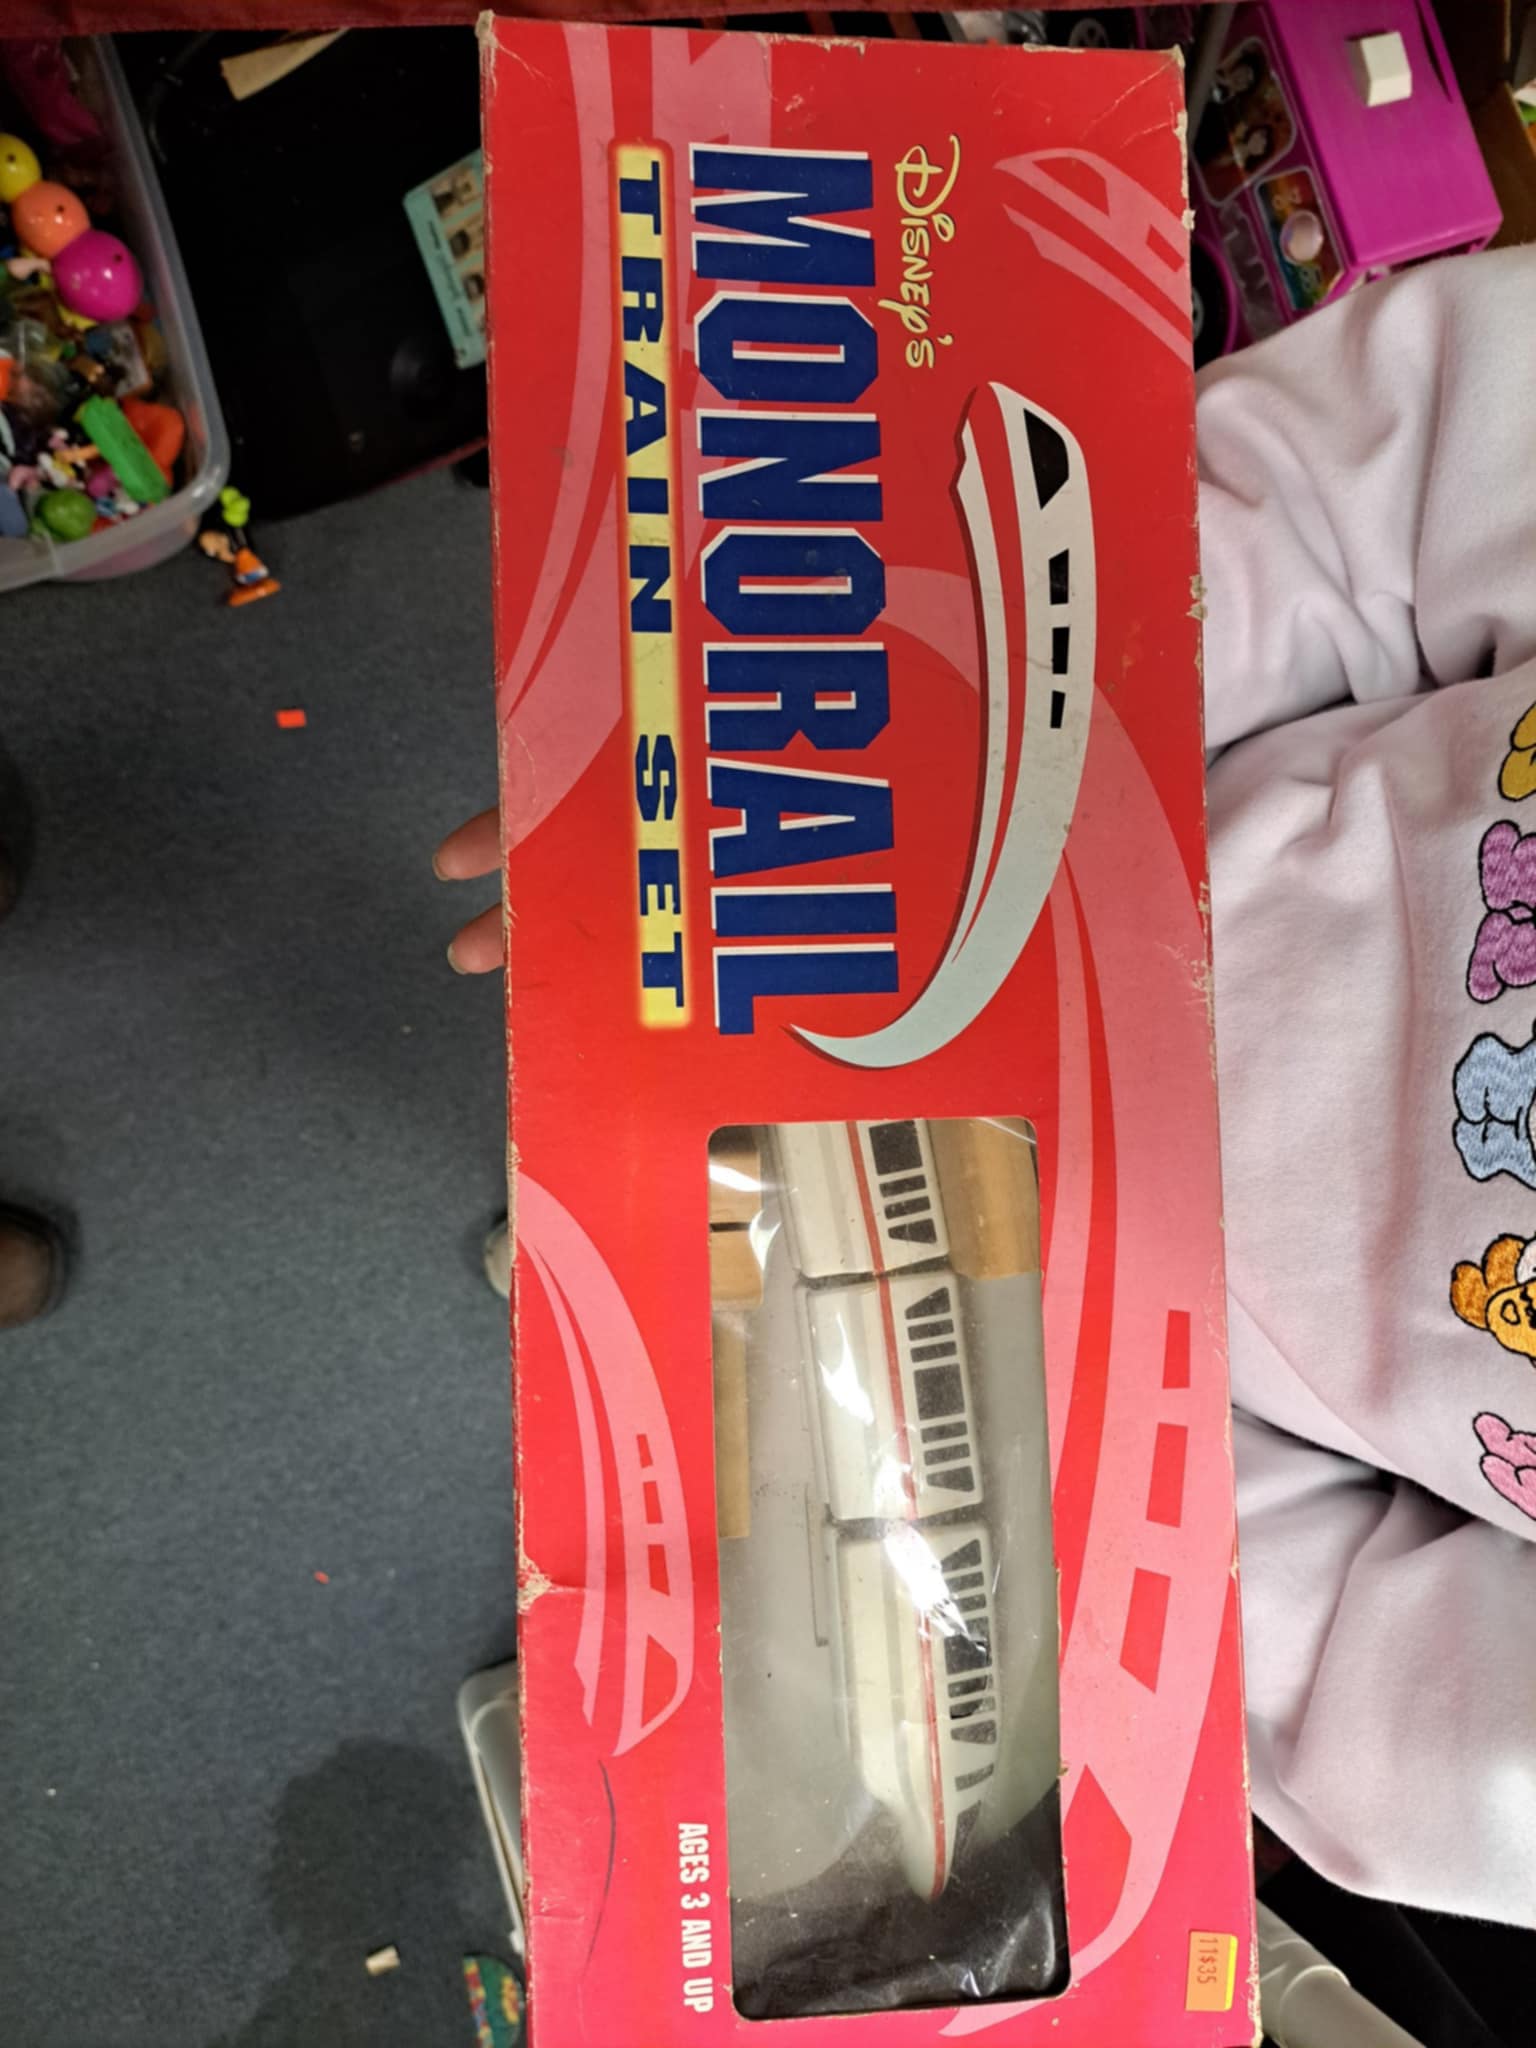 Disney's
MONORAIL
TRAIN SET
AGES 3 AND UP
11$35